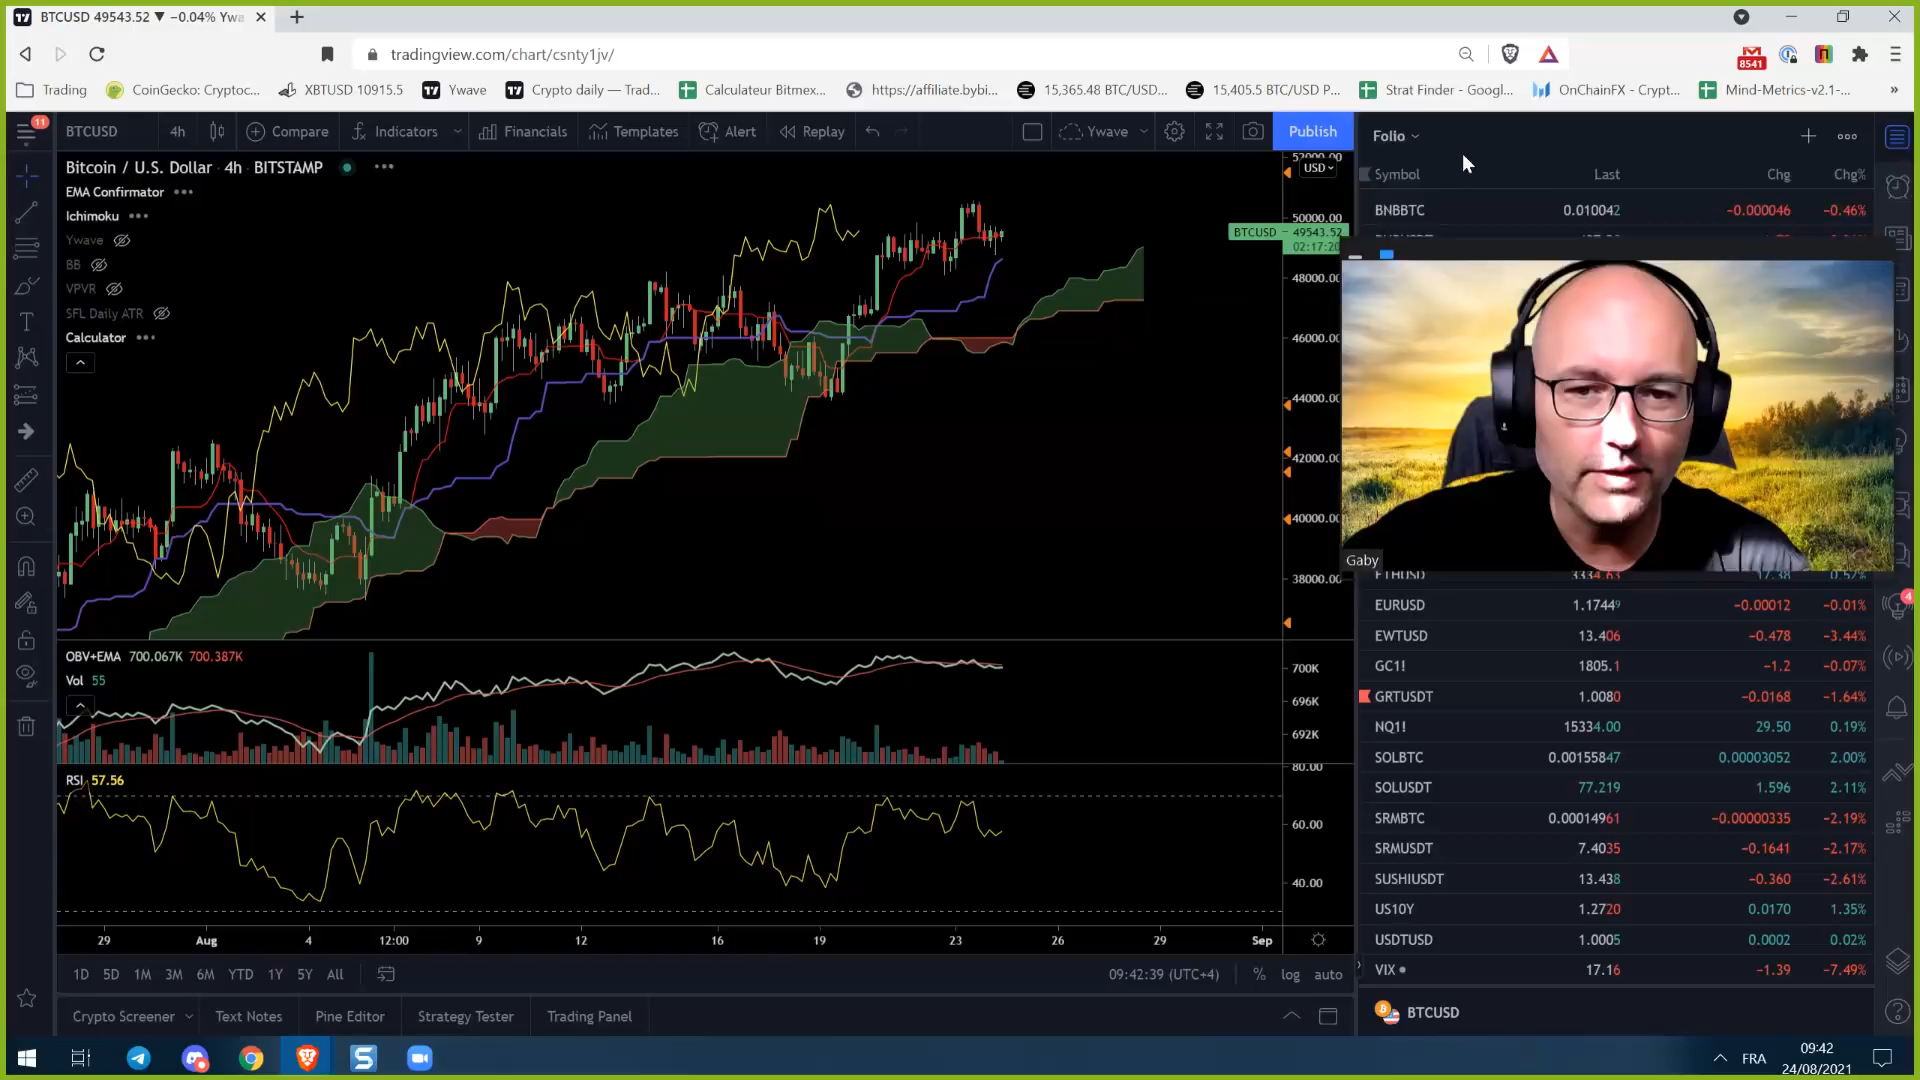 BTCUSD 49543.52 ▼ −0.04% Ywa
tradingview.com/chart/csnty1jv/
8541
Trading
CoinGecko: Cryptoc...
XBTUSD 10915.5
Ywave
Crypto daily — Trad...
Calculateur Bitmex...
https://affiliate.bybi...
15,365.48 BTC/USD...
15,405.5 BTC/USD P...
Strat Finder - Googl...
OnChainFX - Crypt...
Mind-Metrics-v2.1-...
»
11
BTCUSD
4h
Compare
Indicators
Financials
Templates
Alert
Replay
Ywave
Publish
Folio
Bitcoin / U.S. Dollar · 4h · BITSTAMP
EMA Confirmator
Ichimoku
Ywave
BB
VPVR
SFL Daily ATR
Calculator
52000.00
USD
50000.00
BTCUSD 49543.52
02:17:20
48000.00
46000.00
44000.00
42000.00
40000.00
38000.00
Symbol Last Chg Chg%
BNBBTC 0.010042 −0.000046 −0.46%
Gaby
ETHUSD 3334.63 17.38 0.52%
EURUSD 1.17449 −0.00012 −0.01%
EWTUSD 13.406 −0.478 −3.44%
GC1! 1805.1 −1.2 −0.07%
GRTUSDT 1.0080 −0.0168 −1.64%
NQ1! 15334.00 29.50 0.19%
SOLBTC 0.00155847 0.00003052 2.00%
SOLUSDT 77.219 1.596 2.11%
SRMBTC 0.00014961 −0.00000335 −2.19%
SRMUSDT 7.4035 −0.1641 −2.17%
SUSHIUSDT 13.438 −0.360 −2.61%
US10Y 1.2720 0.0170 1.35%
USDTUSD 1.0005 0.0002 0.02%
VIX 17.16 −1.39 −7.49%
BTCUSD
4
OBV+EMA 700.067K 700.387K
Vol 55
700K
696K
692K
RSI 57.56
80.00
60.00
40.00
29 Aug 4 12:00 9 12 16 19 23 26 29 Sep
1D 5D 1M 3M 6M YTD 1Y 5Y All
09:42:39 (UTC+4) % log auto
Crypto Screener
Text Notes
Pine Editor
Strategy Tester
Trading Panel
FRA
09:42
24/08/2021